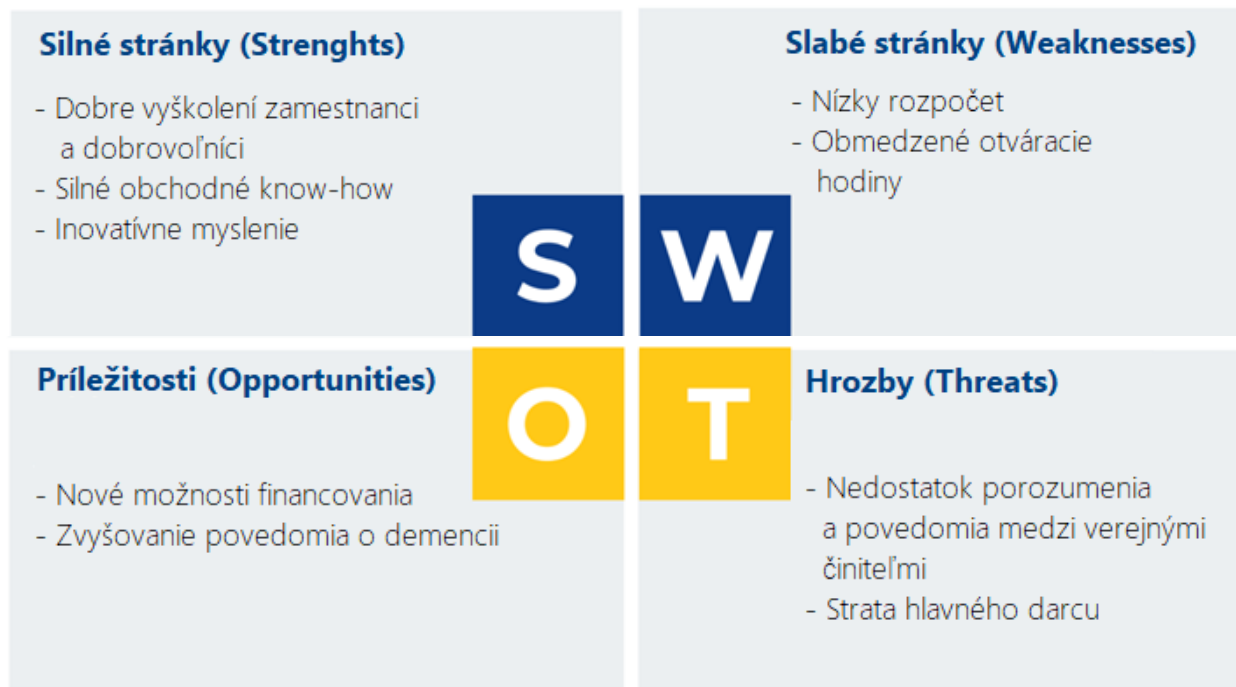 Silné stránky (Strenghts)
- Dobre vyškolení zamestnanci
a dobrovoľníci
- Silné obchodné know-how
- Inovatívne myslenie
Slabé stránky (Weaknesses)
- Nízky rozpočet
- Obmedzené otváracie
hodiny
S W
O T
Príležitosti (Opportunities)
- Nové možnosti financovania
- Zvyšovanie povedomia o demencii
Hrozby (Threats)
- Nedostatok porozumenia
a povedomia medzi verejnými
činiteľmi
- Strata hlavného darcu